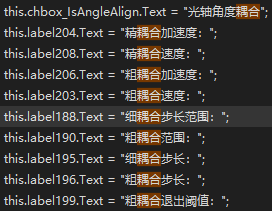 this.chbox_IsAngleAlign.Text = "光轴角度耦合";
this.label204.Text = "精耦合加速度：";
this.label208.Text = "精耦合速度：";
this.label206.Text = "粗耦合加速度：";
this.label203.Text = "粗耦合速度：";
this.label188.Text = "细耦合步长范围：";
this.label190.Text = "粗耦合范围：";
this.label195.Text = "细耦合步长：";
this.label196.Text = "粗耦合步长：";
this.label199.Text = "粗耦合退出阈值：";